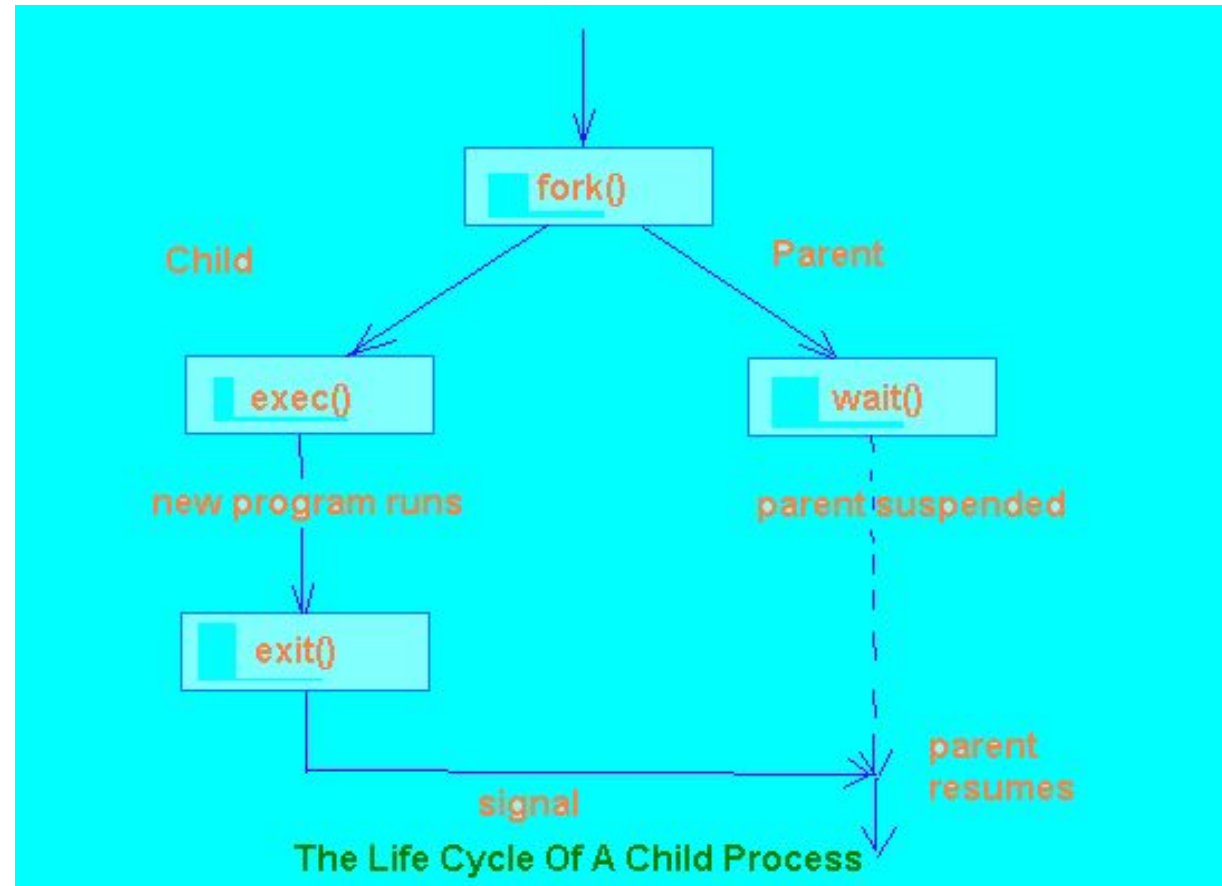 fork()
Child
Parent
exec()
wait()
new program runs
parent suspended
exit()
parent
resumes
signal
The Life Cycle Of A Child Process